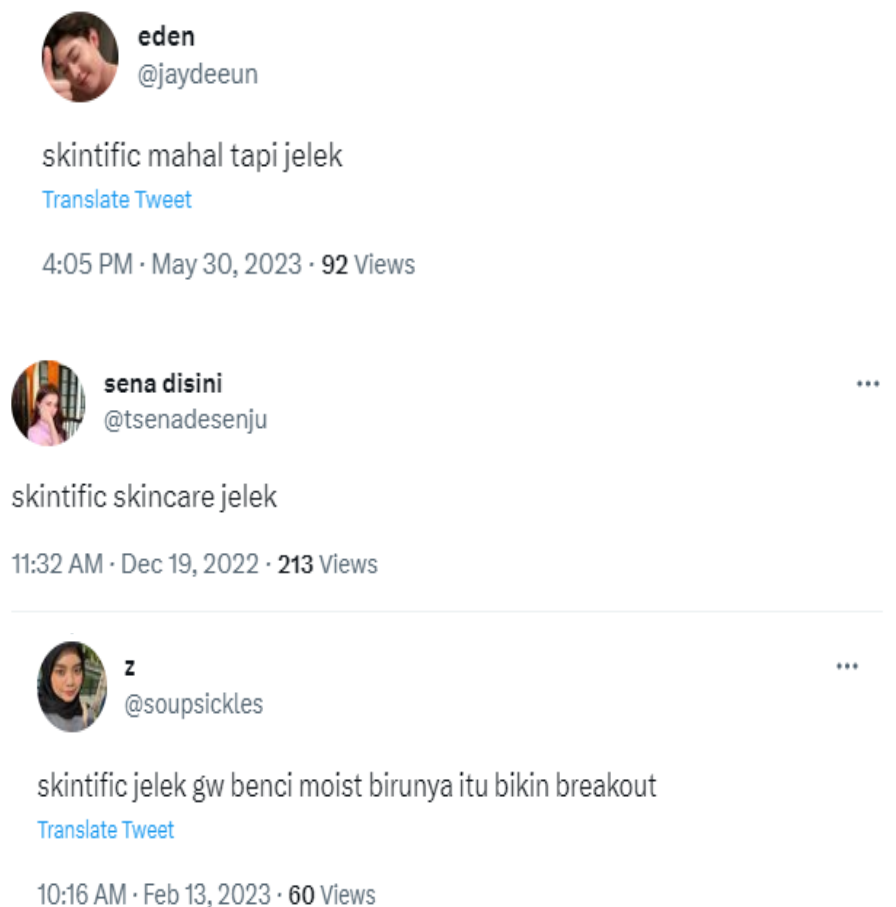 eden
@jaydeeun
skintific mahal tapi jelek
Translate Tweet
4:05 PM · May 30, 2023 · 92 Views
sena disini
@tsenadesenju
skintific skincare jelek
11:32 AM · Dec 19, 2022 · 213 Views
z
@soupsickles
skintific jelek gw benci moist birunya itu bikin breakout
Translate Tweet
10:16 AM · Feb 13, 2023 · 60 Views